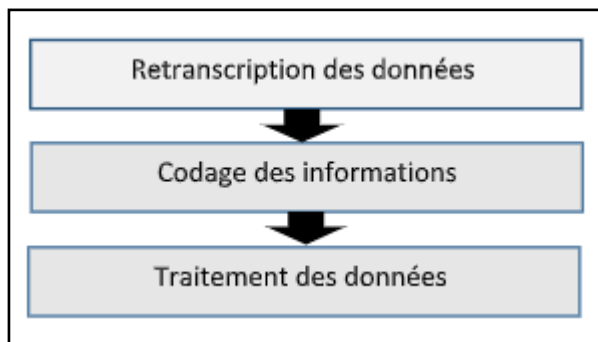 Retranscription des données
Codage des informations
Traitement des données